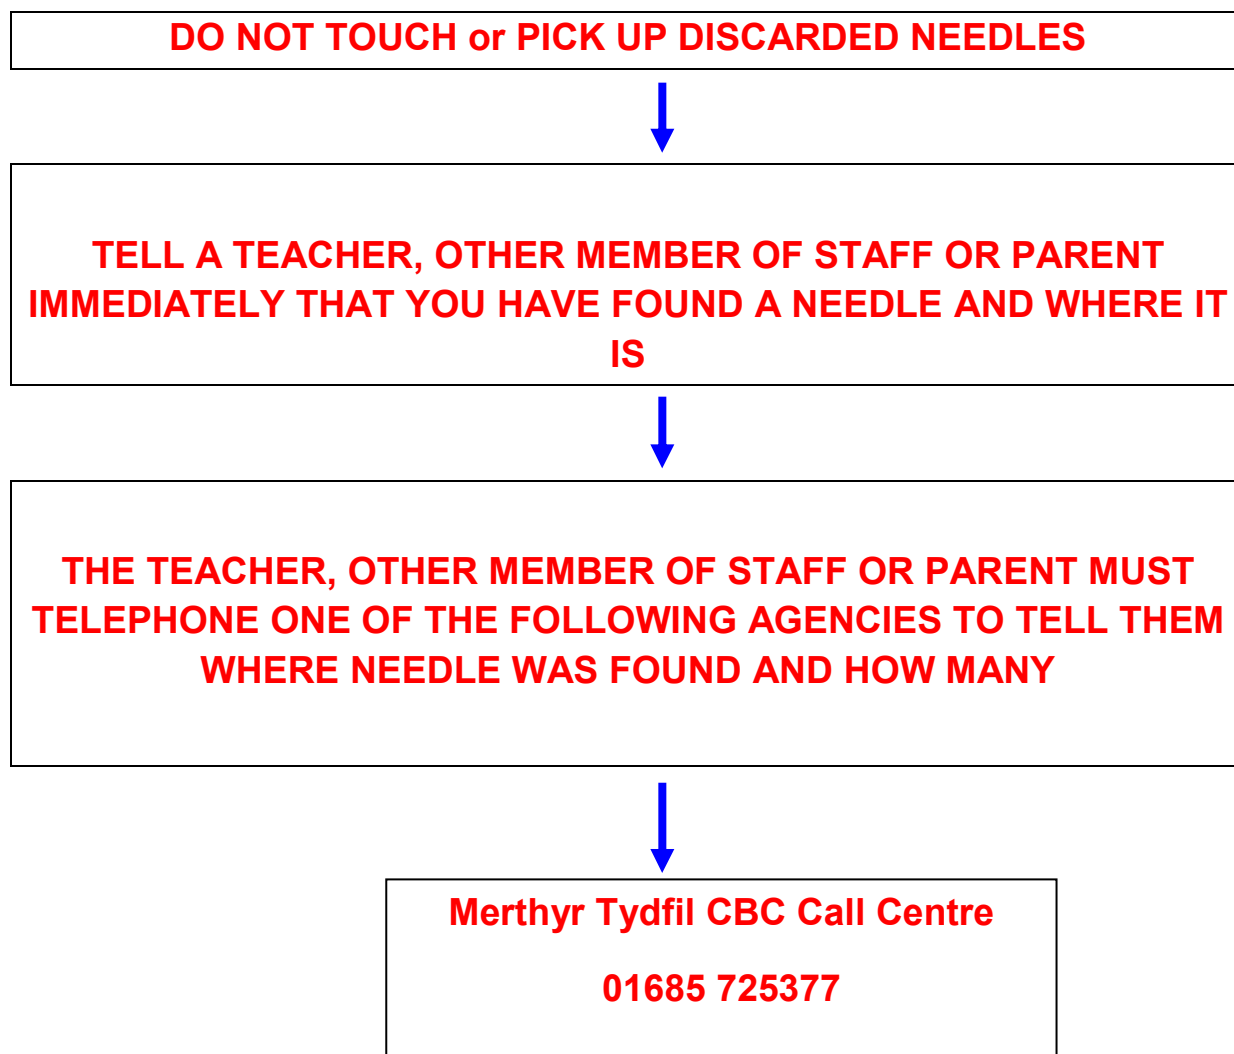 DO NOT TOUCH or PICK UP DISCARDED NEEDLES
TELL A TEACHER, OTHER MEMBER OF STAFF OR PARENT
IMMEDIATELY THAT YOU HAVE FOUND A NEEDLE AND WHERE IT
IS
THE TEACHER, OTHER MEMBER OF STAFF OR PARENT MUST
TELEPHONE ONE OF THE FOLLOWING AGENCIES TO TELL THEM
WHERE NEEDLE WAS FOUND AND HOW MANY
Merthyr Tydfil CBC Call Centre
01685 725377